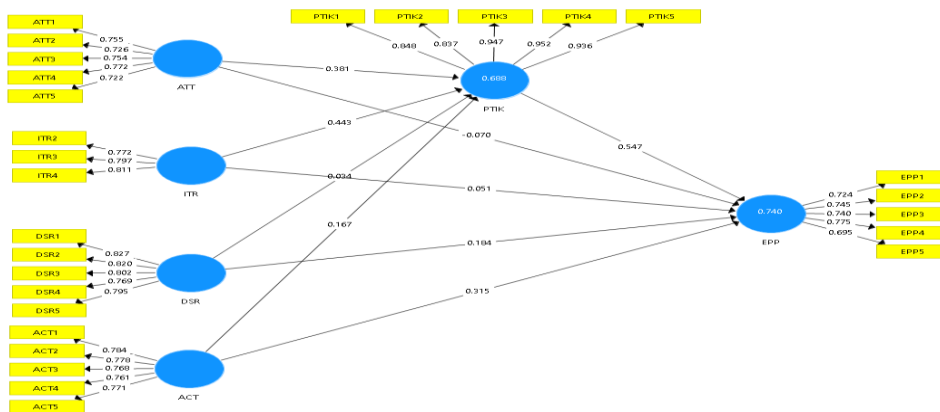 ATT1
ATT2
ATT3
ATT4
ATT5
0.755
0.726
0.754
0.772
0.722
ATT
PTIK1
PTIK2
PTIK3
PTIK4
PTIK5
0.848
0.837
0.947
0.952
0.936
0.688
PTIK
0.381
ITR2
ITR3
ITR4
0.772
0.797
0.811
ITR
0.443
-0.070
0.547
0.034
0.051
0.167
0.184
0.315
0.740
EPP
0.724
0.745
0.740
0.775
0.695
EPP1
EPP2
EPP3
EPP4
EPP5
DSR1
DSR2
DSR3
DSR4
DSR5
0.827
0.820
0.802
0.769
0.795
DSR
ACT1
ACT2
ACT3
ACT4
ACT5
0.784
0.778
0.768
0.761
0.771
ACT